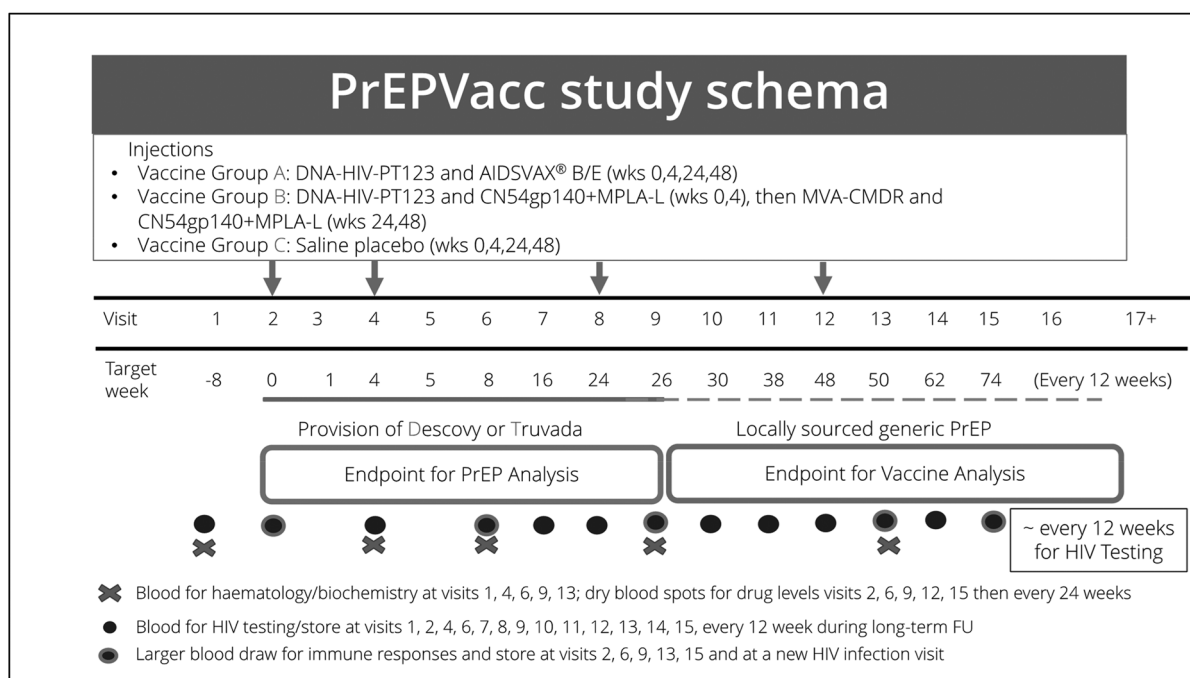 PrEPVacc study schema
Injections
• Vaccine Group A: DNA-HIV-PT123 and AIDSVAX® B/E (wks 0,4,24,48)
• Vaccine Group B: DNA-HIV-PT123 and CN54gp140+MPLA-L (wks 0,4), then MVA-CMDR and
CN54gp140+MPLA-L (wks 24,48)
• Vaccine Group C: Saline placebo (wks 0,4,24,48)
Visit 1 2 3 4 5 6 7 8 9 10 11 12 13 14 15 16 17+
Target
week -8 0 1 4 5 8 16 24 26 30 38 48 50 62 74 (Every 12 weeks)
Provision of Descovy or Truvada Locally sourced generic PrEP
Endpoint for PrEP Analysis Endpoint for Vaccine Analysis
~ every 12 weeks
for HIV Testing
Blood for haematology/biochemistry at visits 1, 4, 6, 9, 13; dry blood spots for drug levels visits 2, 6, 9, 12, 15 then every 24 weeks
Blood for HIV testing/store at visits 1, 2, 4, 6, 7, 8, 9, 10, 11, 12, 13, 14, 15, every 12 week during long-term FU
Larger blood draw for immune responses and store at visits 2, 6, 9, 13, 15 and at a new HIV infection visit